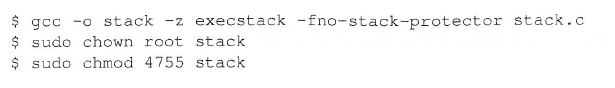 $ gcc -o stack -z execstack -fno-stack-protector stack.c
$ sudo chown root stack
$ sudo chmod 4755 stack